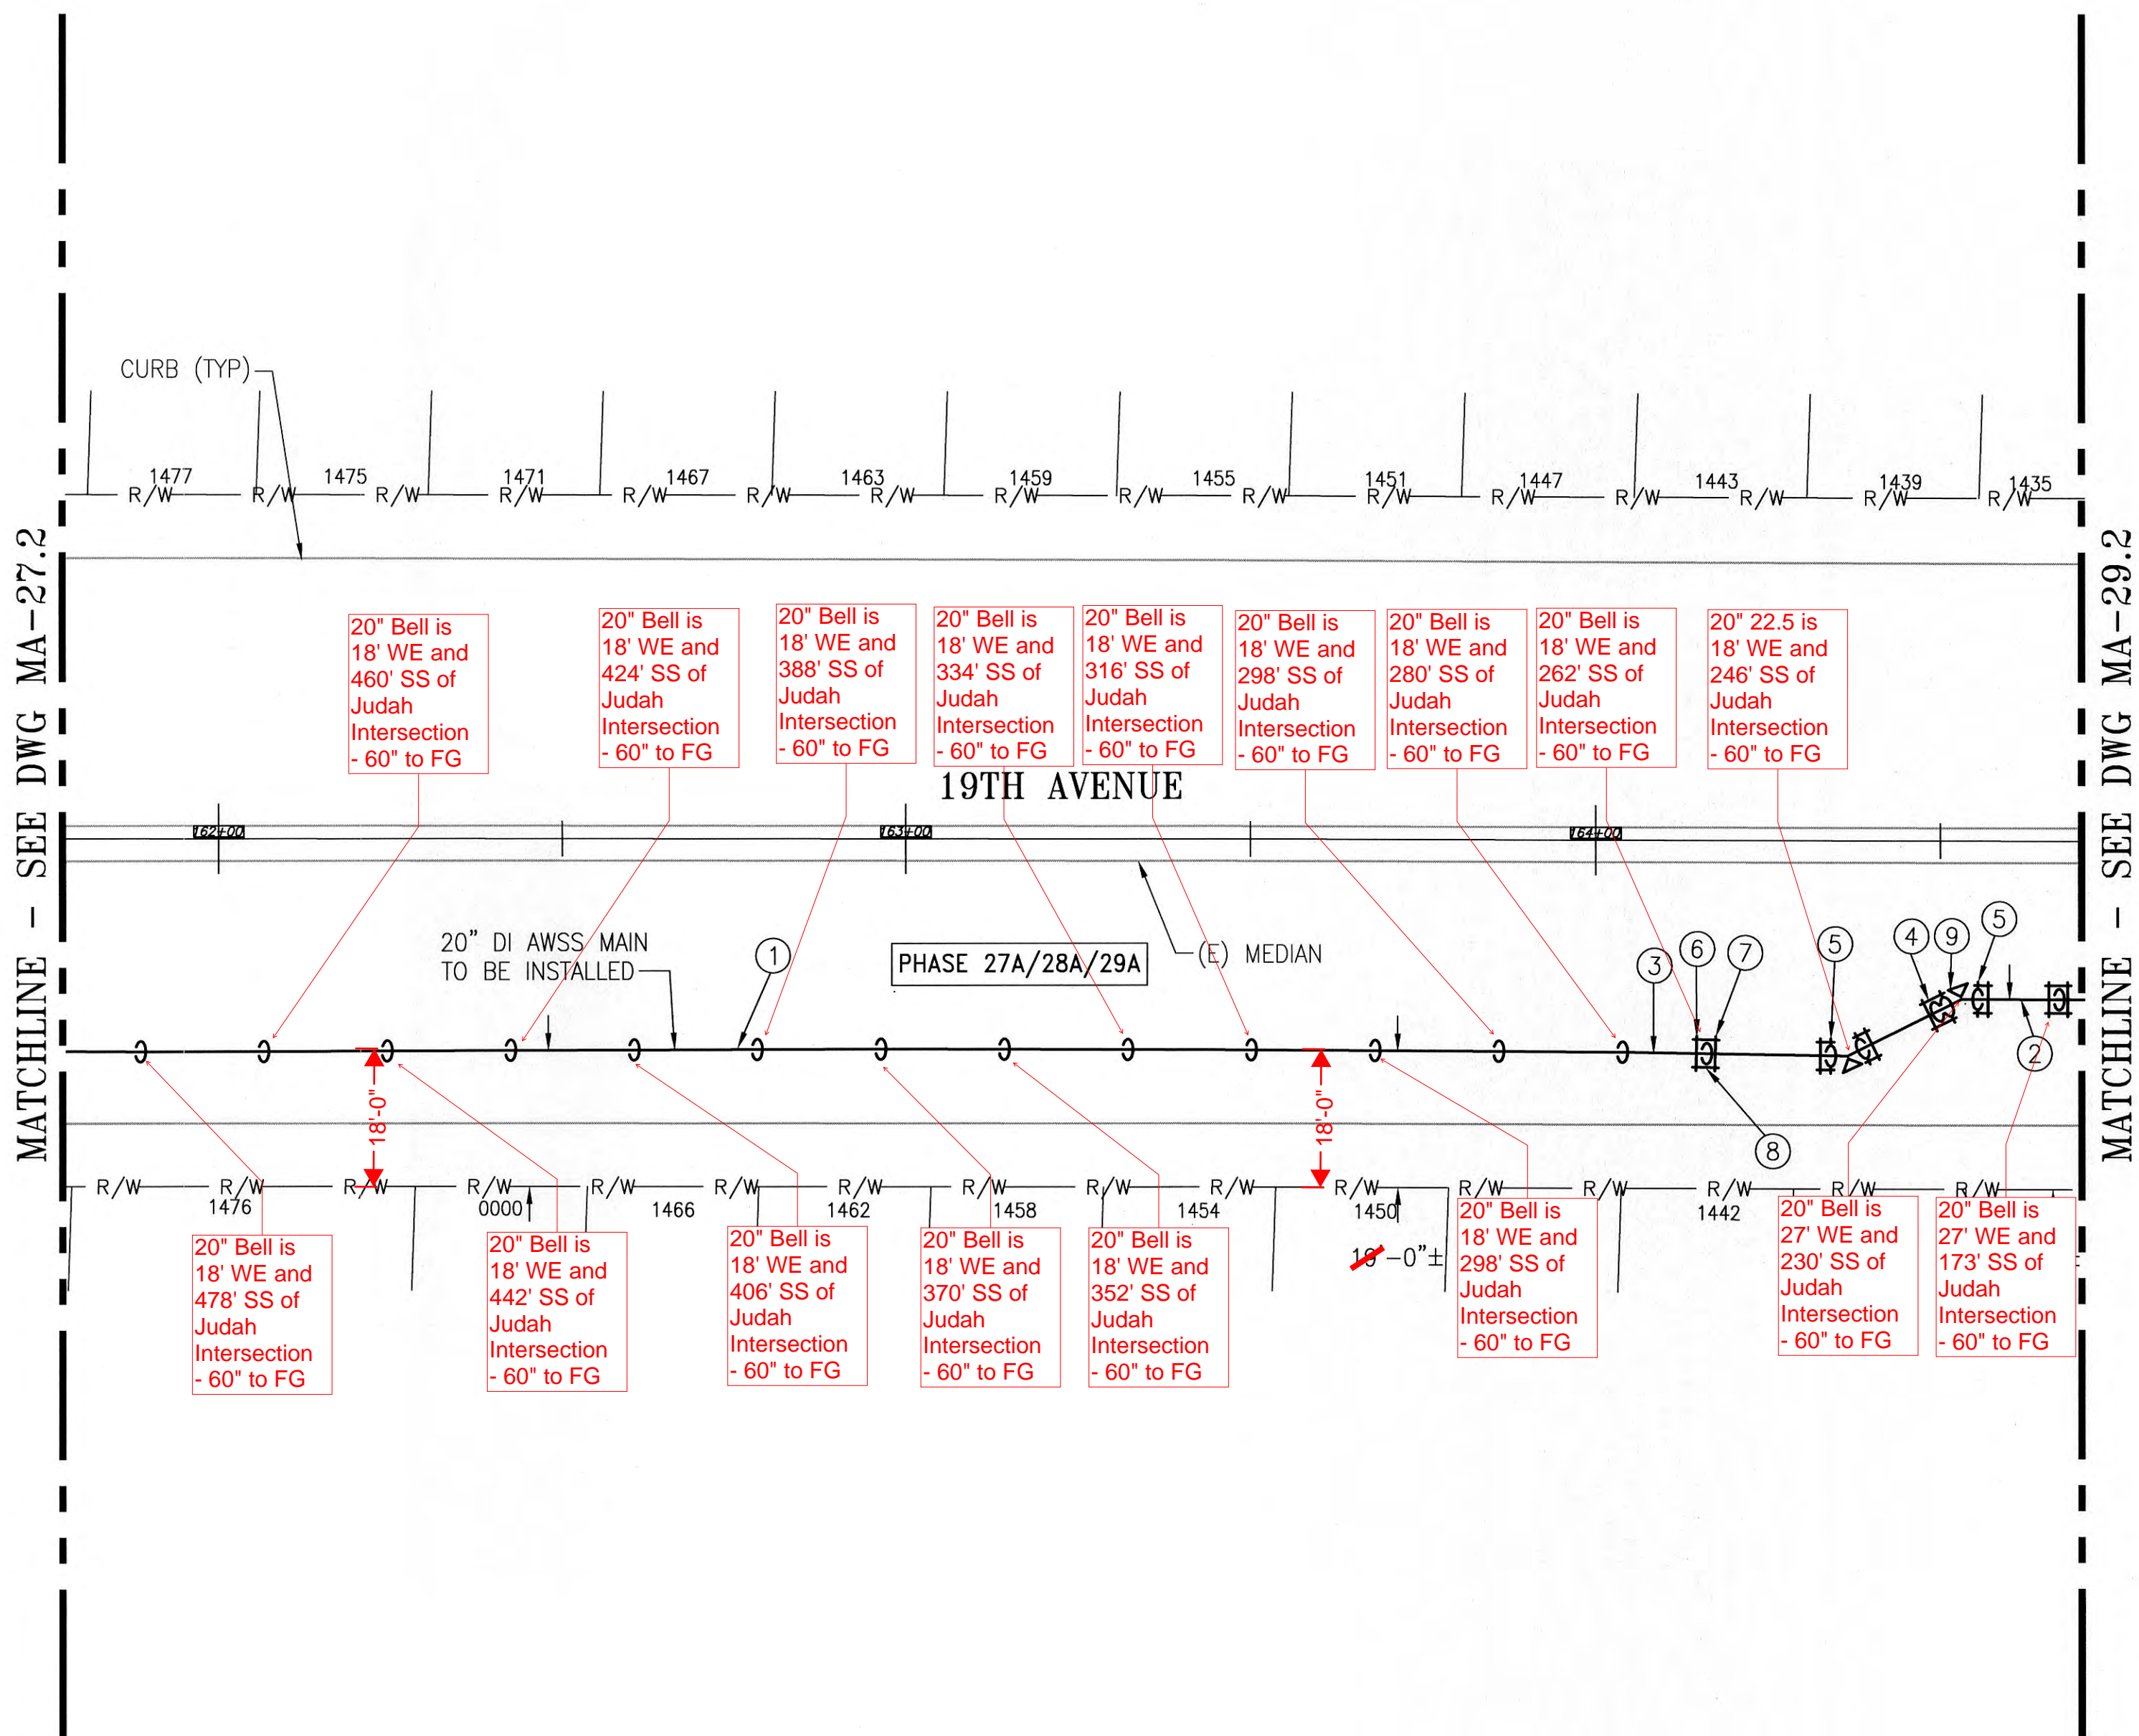 CURB (TYP)
1477
1475
1471
1467
1463
1459
1455
1451
1447
1443
1439
1435
R/W R/W R/W R/W R/W R/W R/W R/W R/W R/W R/W R/W R/W R/W R/W R/W
MATCHLINE - SEE DWG MA-27.2
MATCHLINE - SEE DWG MA-29.2
20" Bell is
18' WE and
460' SS of
Judah
Intersection
- 60" to FG
20" Bell is
18' WE and
424' SS of
Judah
Intersection
- 60" to FG
20" Bell is
18' WE and
388' SS of
Judah
Intersection
- 60" to FG
20" Bell is
18' WE and
334' SS of
Judah
Intersection
- 60" to FG
20" Bell is
18' WE and
316' SS of
Judah
Intersection
- 60" to FG
20" Bell is
18' WE and
298' SS of
Judah
Intersection
- 60" to FG
20" Bell is
18' WE and
280' SS of
Judah
Intersection
- 60" to FG
20" Bell is
18' WE and
262' SS of
Judah
Intersection
- 60" to FG
20" 22.5 is
18' WE and
246' SS of
Judah
Intersection
- 60" to FG
19TH AVENUE
162+00
163+00
164+00
20" DI AWSS MAIN
TO BE INSTALLED
1
PHASE 27A/28A/29A
(E) MEDIAN
3
6
7
5
4
9
5
2
8
18'-0"
18'-0"
R/W R/W R/W R/W R/W R/W R/W R/W R/W R/W R/W R/W R/W R/W R/W R/W
1476
0000
1466
1462
1458
1454
1450
1442
19'-0"±
20" Bell is
18' WE and
478' SS of
Judah
Intersection
- 60" to FG
20" Bell is
18' WE and
442' SS of
Judah
Intersection
- 60" to FG
20" Bell is
18' WE and
406' SS of
Judah
Intersection
- 60" to FG
20" Bell is
18' WE and
370' SS of
Judah
Intersection
- 60" to FG
20" Bell is
18' WE and
352' SS of
Judah
Intersection
- 60" to FG
20" Bell is
18' WE and
298' SS of
Judah
Intersection
- 60" to FG
20" Bell is
27' WE and
230' SS of
Judah
Intersection
- 60" to FG
20" Bell is
27' WE and
173' SS of
Judah
Intersection
- 60" to FG